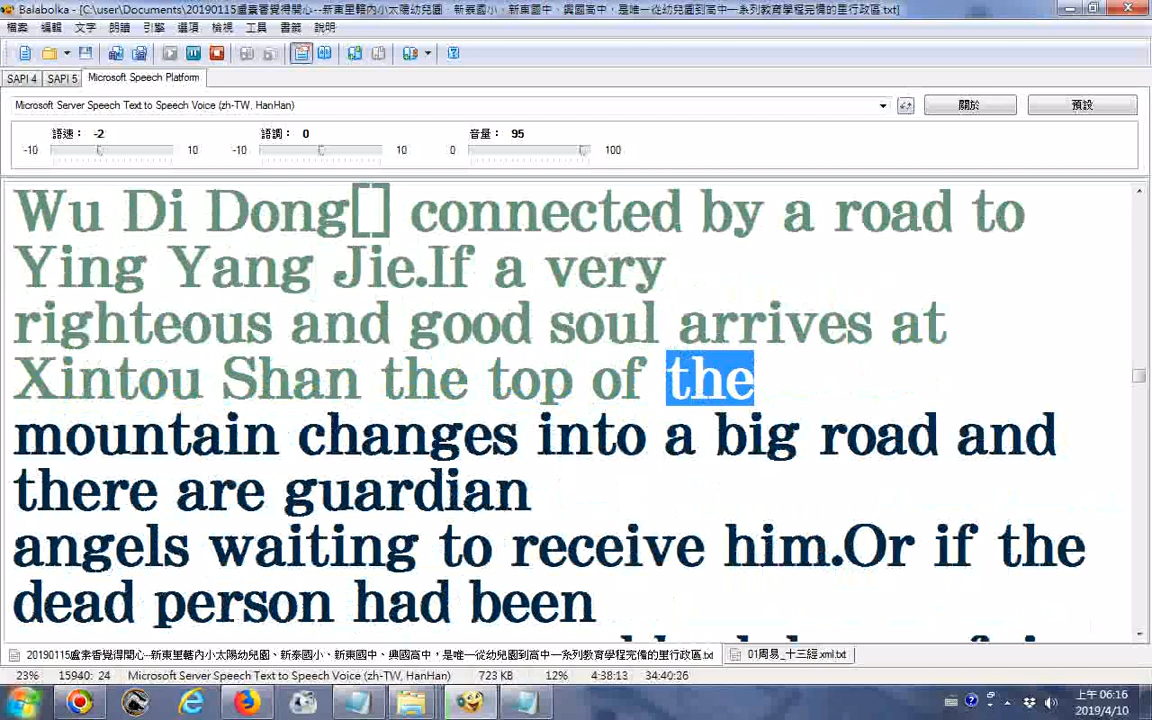 Balabolka - [C:\user\Documents\20190115盧素香覺得開心--新東里轄內小太陽幼兒園、新泰國小、新東國中、興國高中，是唯一從幼兒園到高中一系列教育學程完備的里行政區.txt]
檔案 編輯 文字 朗讀 引擎 選項 檢視 工具 書籤 說明
SAPI 4 SAPI 5 Microsoft Speech Platform
Microsoft Server Speech Text to Speech Voice (zh-TW, HanHan) 關於 預設
語速： -2 語調： 0 音量： 95
-10 10 -10 10 0 100
Wu Di Dong[] connected by a road to
Ying Yang Jie.If a very
righteous and good soul arrives at
Xintou Shan the top of the
mountain changes into a big road and
there are guardian
angels waiting to receive him.Or if the
dead person had been
20190115盧素香覺得開心--新東里轄內小太陽幼兒園、新泰國小、新東國中、興國高中，是唯一從幼兒園到高中一系列教育學程完備的里行政區.txt 01周易_十三經.xml.txt
23% 15940: 24 Microsoft Server Speech Text to Speech Voice (zh-TW, HanHan) 723 KB 12% 4:38:13 34:40:26
上午 06:16
2019/4/10